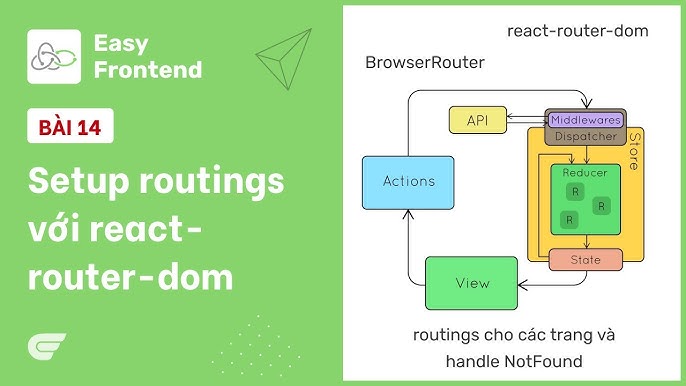 Easy
Frontend
BÀI 14
Setup routings
với react-
router-dom
react-router-dom
BrowserRouter
API
Middlewares
Dispatcher
Store
Actions
Reducer
R
R
R
State
View
routings cho các trang và
handle NotFound